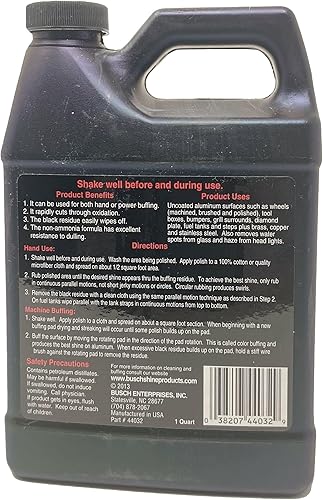 Shake well before and during use.
Product Benefits
1. It can be used for both hand or power buffing.
2. It rapidly cuts through oxidation.
3. The black residue easily wipes off.
4. The non-ammonia formula has excellent
resistance to dulling.
Product Uses
Uncoated aluminum surfaces such as wheels
(machined, brushed and polished), tool
boxes, bumpers, grill surrounds, diamond
plate, fuel tanks and steps plus brass, copper
and stainless steel. Also removes water
spots from glass and haze from head lights.
Directions
Hand Use:
1. Shake well before and during use. Wash the area being polished. Apply polish to a 100% cotton or quality
microfiber cloth and spread on about 1/2 square foot area.
2. Rub polished area until the desired shine appears thru the buffing residue. To achieve the best shine, only rub
in continuous parallel motions, not short jerky motions or circles. Circular rubbing produces swirls.
3. Remove the black residue with a clean cloth using the same parallel motion technique as described in Step 2.
On fuel tanks wipe parallel with the tank straps in continuous motions from top to bottom.
Machine Buffing:
1. Shake well. Apply polish to a cloth and spread on about a square foot section. When beginning with a new
buffing pad drying and streaking will occur until some polish builds up on the pad.
2. Buff the surface by moving the rotating pad in the direction of the pad rotation. This is called color buffing and
produces the best shine on aluminum. When excessive black residue builds up on the pad, hold a stiff wire
brush against the rotating pad to remove the residue.
Safety Precautions
Contains petroleum distillates.
May be harmful if swallowed.
If swallowed, do not induce
vomiting. Call physician. If
product gets in eyes, flush
with water. Keep out of reach
of children.
For more information on cleaning and
buffing consult our website
www.buschshineproducts.com
© 2013
BUSCH ENTERPRISES, INC.
Statesville, NC 28677
(704) 878-2067
Manufactured in USA
Part # 44032
1 Quart
0 38207 44032 9